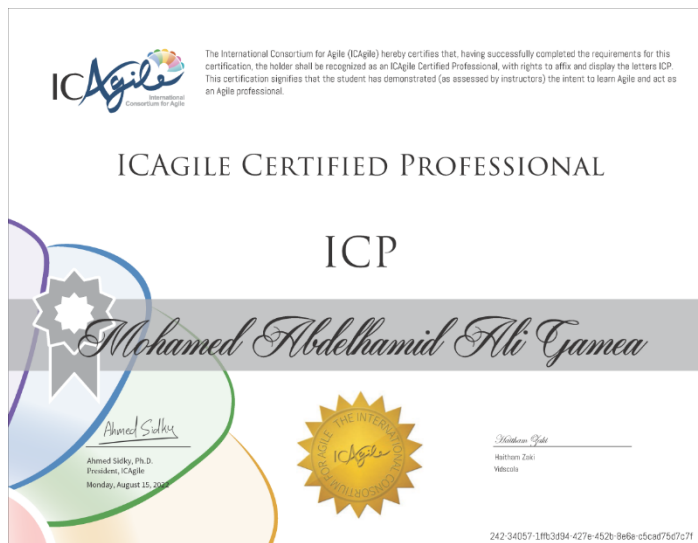 ICAgile
International
Consortium for Agile
The International Consortium for Agile (ICAgile) hereby certifies that, having successfully completed the requirements for this
certification, the holder shall be recognized as an ICAgile Certified Professional, with rights to affix and display the letters ICP.
This certification signifies that the student has demonstrated (as assessed by instructors) the intent to learn Agile and act as
an Agile professional.
ICAgile Certified Professional
ICP
Mohamed Abdelhamid Ali Gamea
Ahmed Sidky
Ahmed Sidky, Ph.D.
President, ICAgile
Monday, August 15, 2022
THE INTERNATIONAL CONSORTIUM FOR AGILE
ICAgile
Haitham Zaki
Haitham Zaki
Vidscola
242-34057-1ffb3d94-427e-452b-8e6a-c5cad75d7c7f